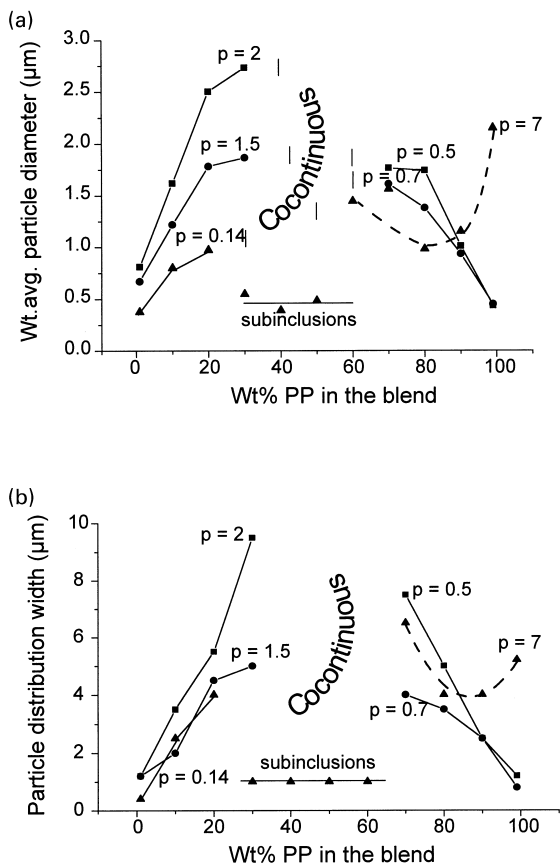 (a)
3.0
2.5
2.0
1.5
1.0
0.5
0.0
Wt.avg. particle diameter (µm)
p = 2
p = 1.5
p = 0.14
Cocontinuous
subinclusions
p = 0.5
p = 0.7
p = 7
0 20 40 60 80 100
Wt% PP in the blend
(b)
10
8
6
4
2
0
Particle distribution width (µm)
p = 2
p = 1.5
p = 0.14
Cocontinuous
subinclusions
p = 0.5
p = 7
p = 0.7
0 20 40 60 80 100
Wt% PP in the blend